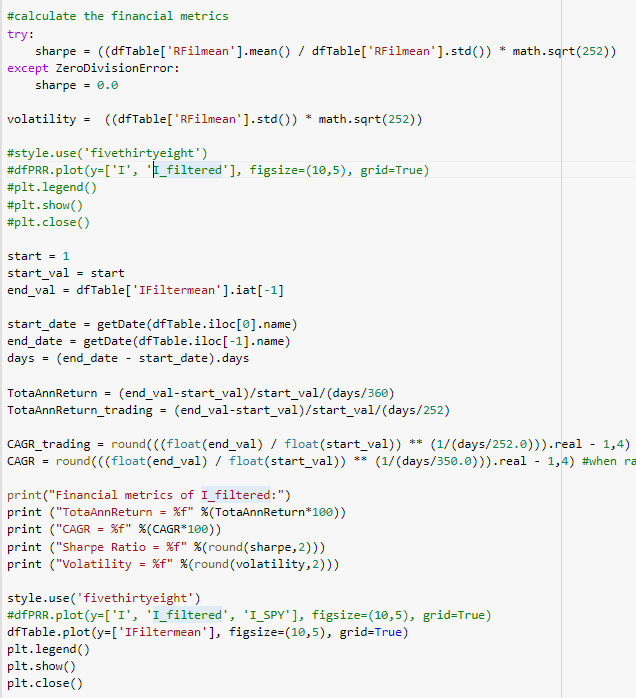 #calculate the financial metrics
try:
    sharpe = ((dfTable['RFilmean'].mean() / dfTable['RFilmean'].std()) * math.sqrt(252))
except ZeroDivisionError:
    sharpe = 0.0

volatility =  ((dfTable['RFilmean'].std()) * math.sqrt(252))

#style.use('fivethirtyeight')
#dfPRR.plot(y=['I', 'I_filtered'], figsize=(10,5), grid=True)
#plt.legend()
#plt.show()
#plt.close()

start = 1
start_val = start
end_val = dfTable['IFiltermean'].iat[-1]

start_date = getDate(dfTable.iloc[0].name)
end_date = getDate(dfTable.iloc[-1].name)
days = (end_date - start_date).days

TotaAnnReturn = (end_val-start_val)/start_val/(days/360)
TotaAnnReturn_trading = (end_val-start_val)/start_val/(days/252)

CAGR_trading = round(((float(end_val) / float(start_val)) ** (1/(days/252.0))).real - 1,4)
CAGR = round(((float(end_val) / float(start_val)) ** (1/(days/350.0))).real - 1,4) #when ra

print("Financial metrics of I_filtered:")
print ("TotaAnnReturn = %f" %(TotaAnnReturn*100))
print ("CAGR = %f" %(CAGR*100))
print ("Sharpe Ratio = %f" %(round(sharpe,2)))
print ("Volatility = %f" %(round(volatility,2)))

style.use('fivethirtyeight')
#dfPRR.plot(y=['I', 'I_filtered', 'I_SPY'], figsize=(10,5), grid=True)
dfTable.plot(y=['IFiltermean'], figsize=(10,5), grid=True)
plt.legend()
plt.show()
plt.close()